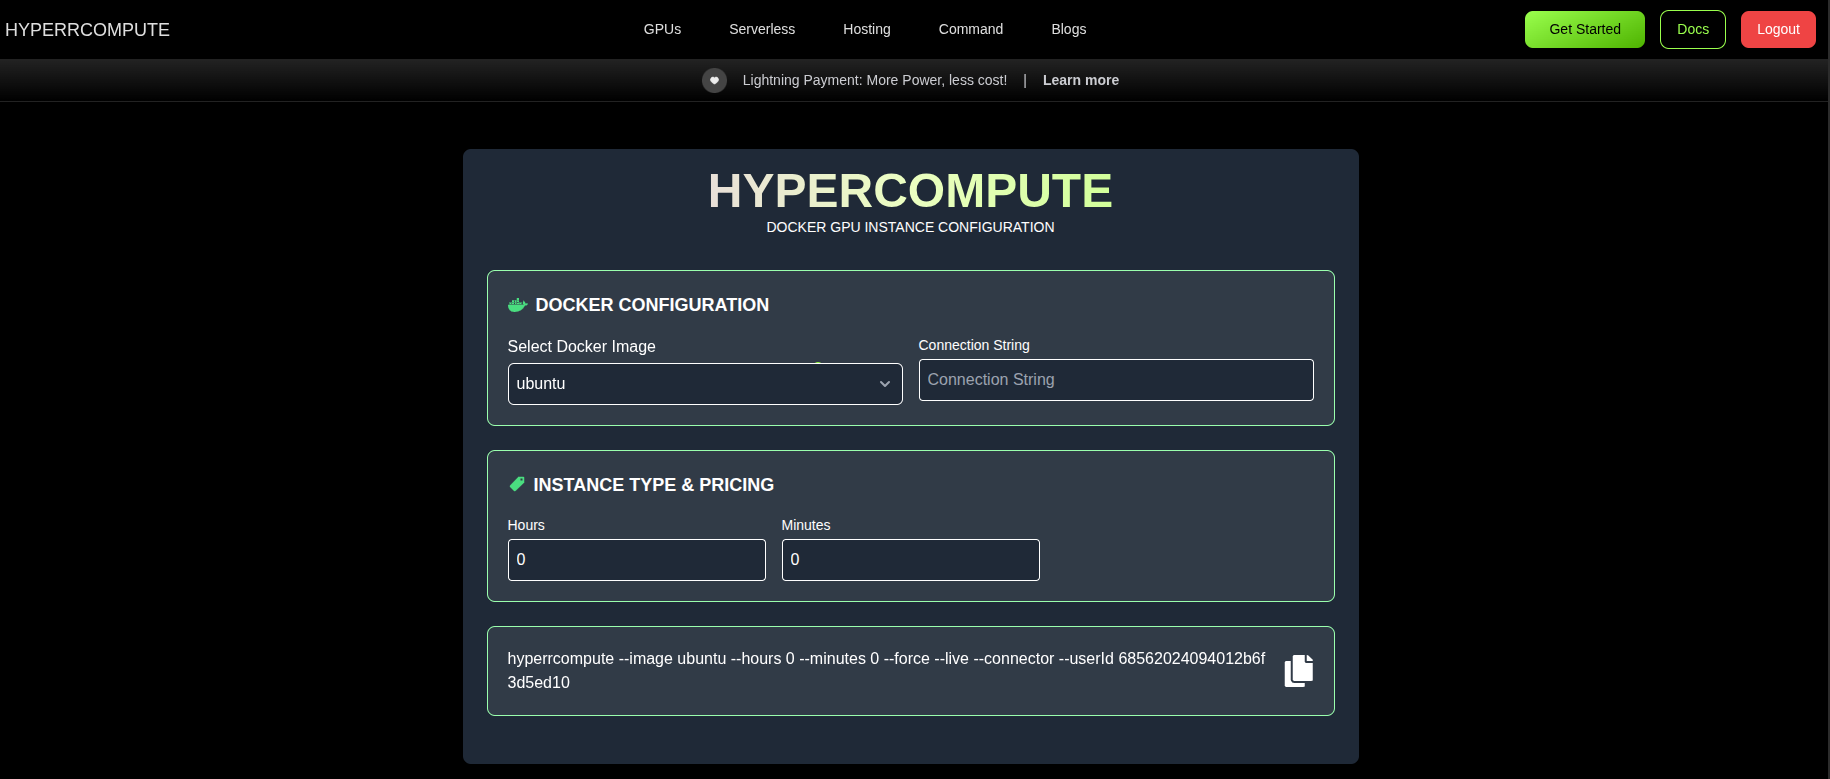 HYPERRCOMPUTE
GPUs
Serverless
Hosting
Command
Blogs
Get Started
Docs
Logout
Lightning Payment: More Power, less cost! | Learn more
HYPERCOMPUTE
DOCKER GPU INSTANCE CONFIGURATION
DOCKER CONFIGURATION
Select Docker Image
ubuntu
Connection String
Connection String
INSTANCE TYPE & PRICING
Hours
0
Minutes
0
hyperrcompute --image ubuntu --hours 0 --minutes 0 --force --live --connector --userId 68562024094012b6f
3d5ed10